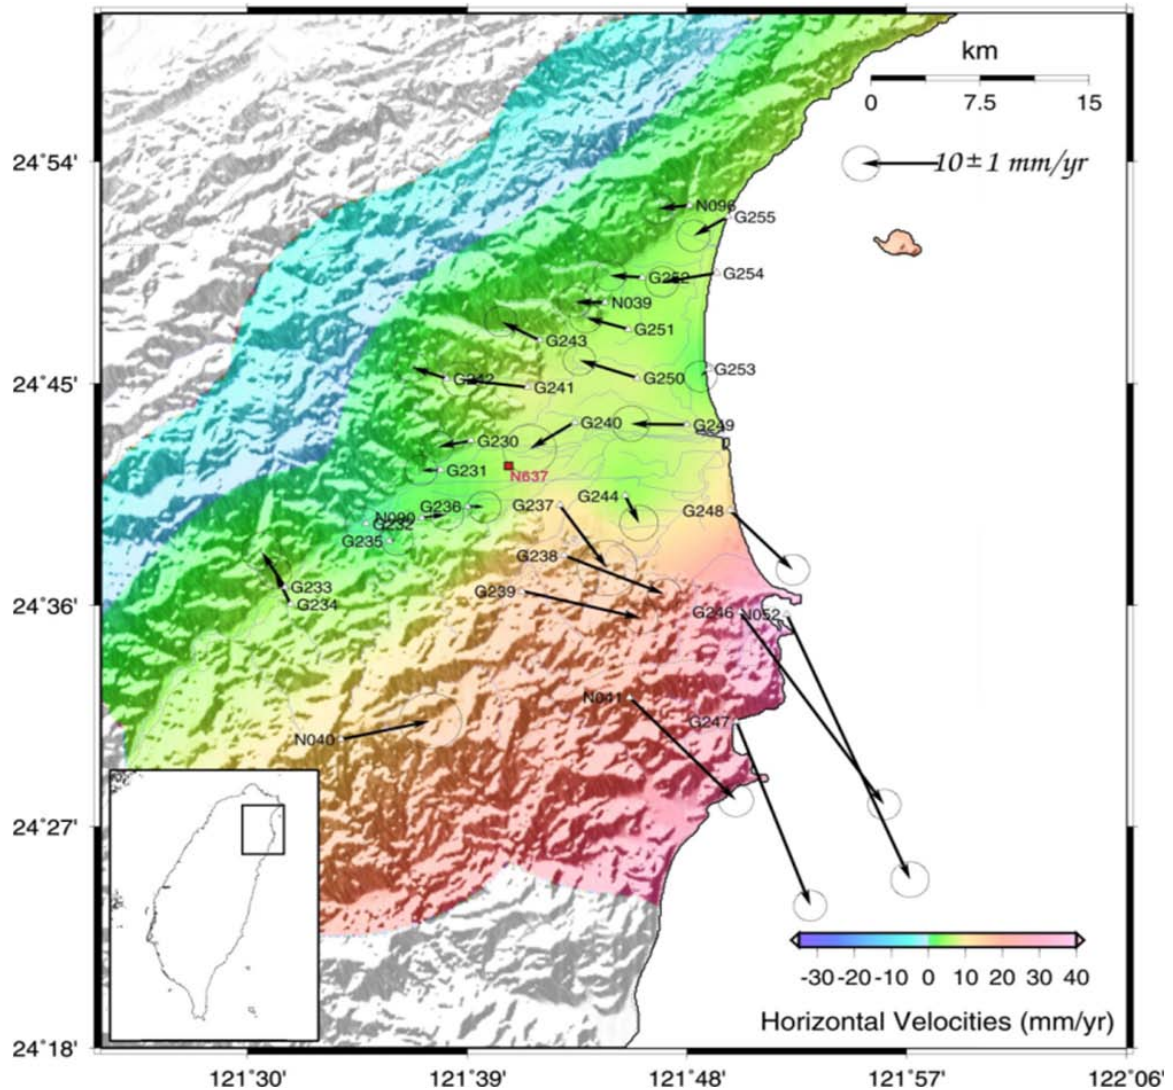 km
0 7.5 15
24°54'
10±1 mm/yr
N096
G255
G252
G254
N039
G251
G243
G253
24°45'
G242
G241
G250
G240
G249
G230
G231
N637
G236
G237
G244
G248
N090
G232
G235
G238
G233
G239
24°36'
G234
G246
N052
N041
G247
N040
24°27'
-30 -20 -10 0 10 20 30 40
Horizontal Velocities (mm/yr)
24°18'
121°30' 121°39' 121°48' 121°57' 122°06'